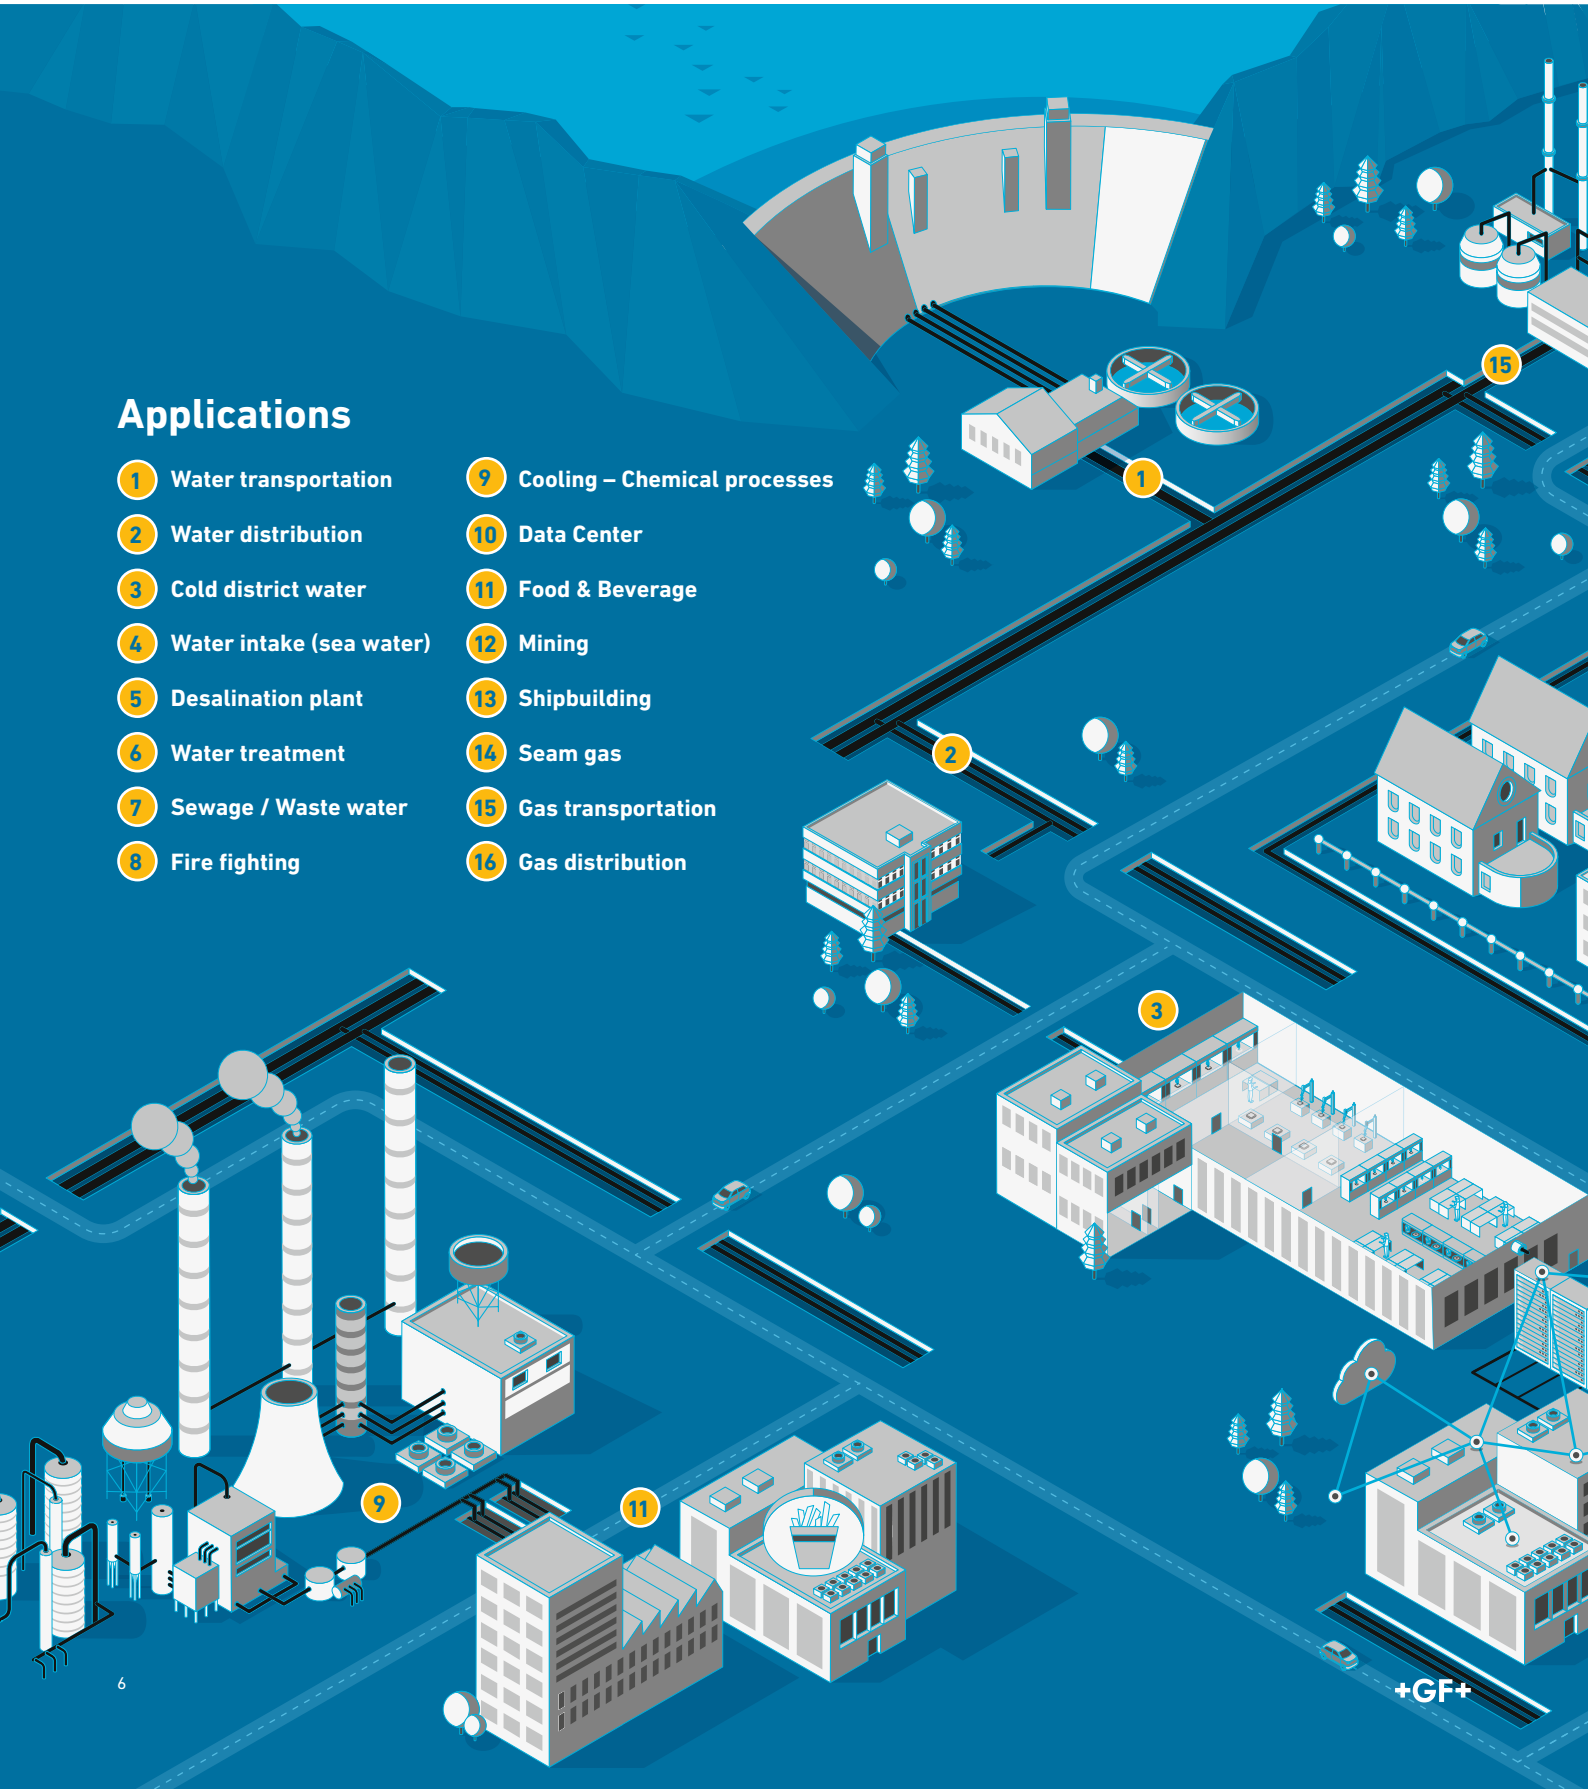 Applications
1 Water transportation
2 Water distribution
3 Cold district water
4 Water intake (sea water)
5 Desalination plant
6 Water treatment
7 Sewage / Waste water
8 Fire fighting
9 Cooling – Chemical processes
10 Data Center
11 Food & Beverage
12 Mining
13 Shipbuilding
14 Seam gas
15 Gas transportation
16 Gas distribution
15
1
2
3
9
11
6
+GF+